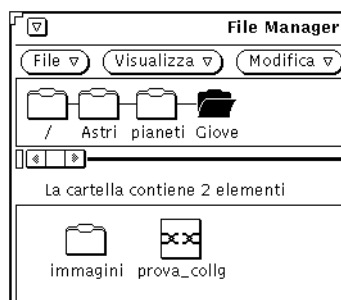 File Manager
File Visualizza Modifica
/ Astri pianeti Giove
La cartella contiene 2 elementi
immagini prova_collg